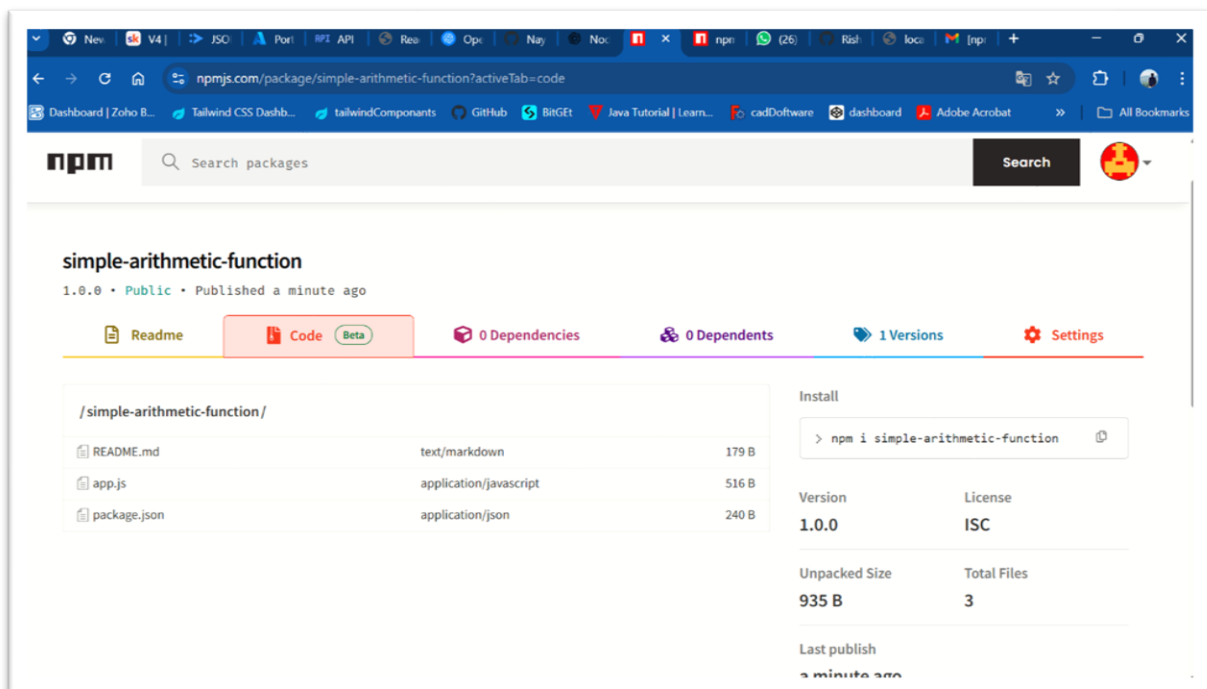 New V4 | JSO Port API API Rea Ope Nay Noc npm (26) Rish loca [npr
npmjs.com/package/simple-arithmetic-function?activeTab=code
Dashboard | Zoho B... Tailwind CSS Dashb... tailwindComponants GitHub BitGEt Java Tutorial | Learn... cadDoftware dashboard Adobe Acrobat » All Bookmarks
npm Search packages Search
simple-arithmetic-function
1.0.0 • Public • Published a minute ago
Readme Code Beta 0 Dependencies 0 Dependents 1 Versions Settings
/simple-arithmetic-function/
README.md text/markdown 179 B
app.js application/javascript 516 B
package.json application/json 240 B
Install
> npm i simple-arithmetic-function
Version License
1.0.0 ISC
Unpacked Size Total Files
935 B 3
Last publish
a minute ago